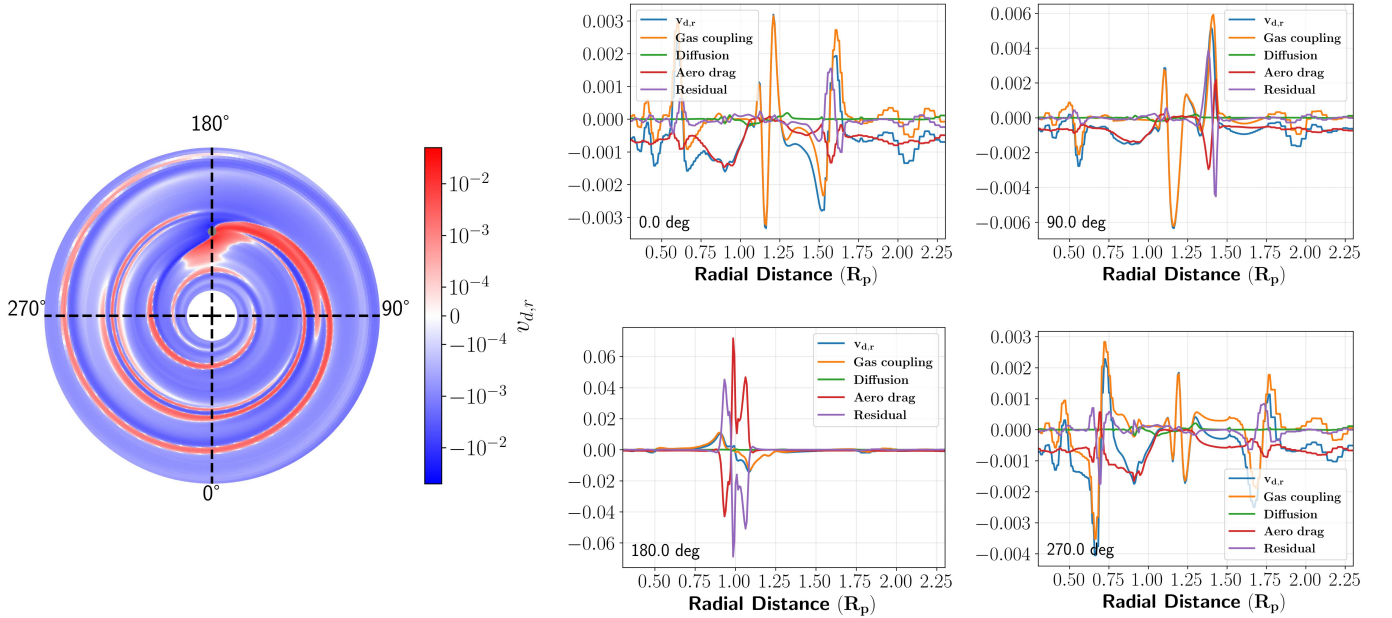 180°
270°
90°
0°
10⁻²
10⁻³
10⁻⁴
0
−10⁻⁴
−10⁻³
−10⁻²
v_{d,r}
0.003
0.002
0.001
0.000
−0.001
−0.002
−0.003
v_{d,r}
Gas coupling
Diffusion
Aero drag
Residual
0.0 deg
0.50 0.75 1.00 1.25 1.50 1.75 2.00 2.25
Radial Distance (R_p)
0.006
0.004
0.002
0.000
−0.002
−0.004
−0.006
v_{d,r}
Gas coupling
Diffusion
Aero drag
Residual
90.0 deg
0.50 0.75 1.00 1.25 1.50 1.75 2.00 2.25
Radial Distance (R_p)
0.06
0.04
0.02
0.00
−0.02
−0.04
−0.06
v_{d,r}
Gas coupling
Diffusion
Aero drag
Residual
180.0 deg
0.50 0.75 1.00 1.25 1.50 1.75 2.00 2.25
Radial Distance (R_p)
0.003
0.002
0.001
0.000
−0.001
−0.002
−0.003
−0.004
v_{d,r}
Gas coupling
Diffusion
Aero drag
Residual
270.0 deg
0.50 0.75 1.00 1.25 1.50 1.75 2.00 2.25
Radial Distance (R_p)